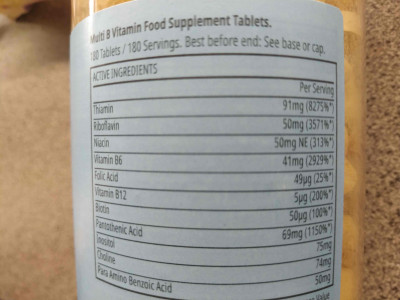 Multi B Vitamin Food Supplement Tablets.
180 Tablets / 180 Servings. Best before end: See base or cap.
ACTIVE INGREDIENTS
Per Serving
Thiamin 91mg (8275%*)
Riboflavin 50mg (3571%*)
Niacin 50mg NE (313%*)
Vitamin B6 41mg (2929%*)
Folic Acid 49µg (25%*)
Vitamin B12 5µg (200%*)
Biotin 50µg (100%*)
Pantothenic Acid 69mg (1150%*)
Inositol 75mg
Choline 74mg
Para Amino Benzoic Acid 50mg
Value